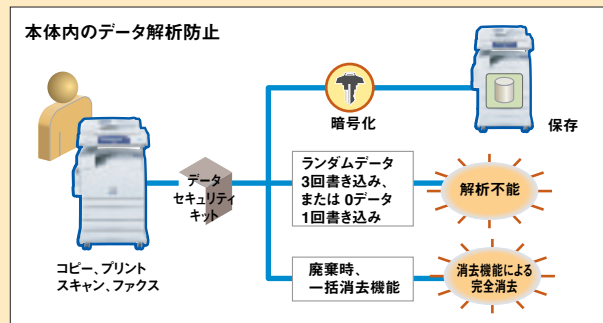 本体内のデータ解析防止
暗号化
保存
データ
セキュリティ
キット
ランダムデータ
3回書き込み、
または 0データ
1回書き込み
解析不能
コピー、プリント
スキャン、ファクス
廃棄時、
一括消去機能
消去機能による
完全消去